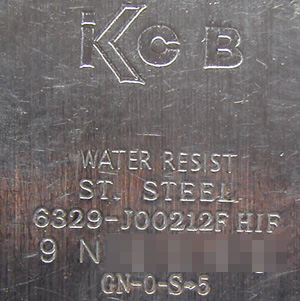 KCB
WATER RESIST
ST. STEEL
6329-J00212F HIF
9 N
GN-0-S-5